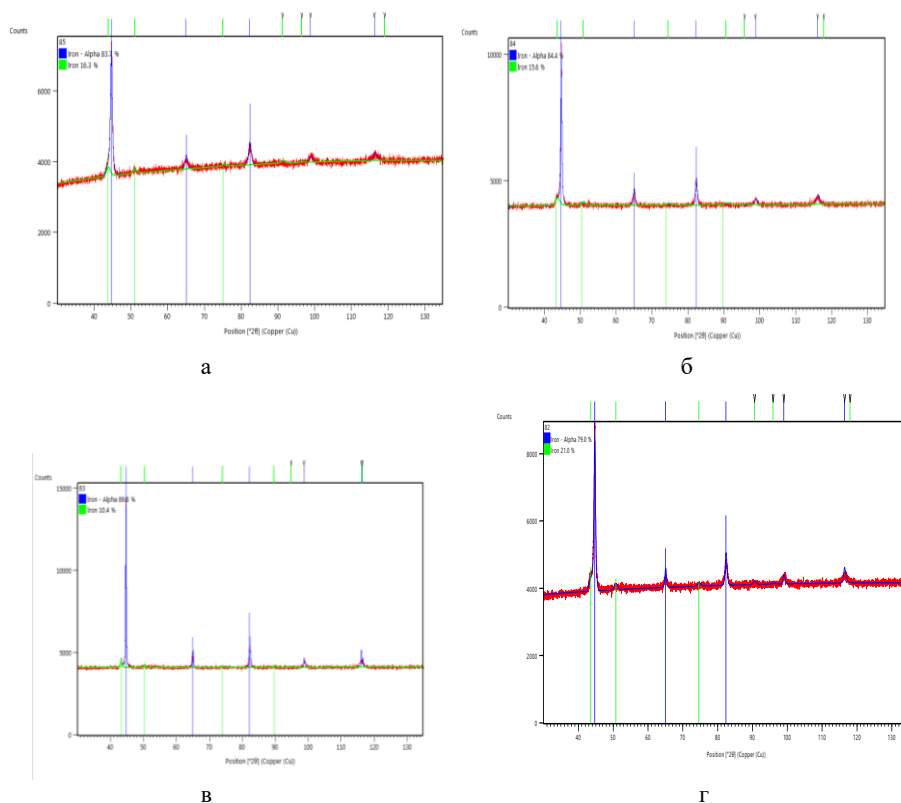 Counts
B5
Iron - Alpha 83.7 %
Iron 16.3 %
6000
4000
2000
0
40 50 60 70 80 90 100 110 120 130
Position [°2θ] (Copper (Cu))
а
Counts
B4
Iron - Alpha 84.4 %
Iron 15.6 %
10000
5000
0
40 50 60 70 80 90 100 110 120 130
Position [°2θ] (Copper (Cu))
б
Counts
B3
Iron - Alpha 89.6 %
Iron 10.4 %
15000
10000
5000
0
40 50 60 70 80 90 100 110 120 130
Position [°2θ] (Copper (Cu))
в
Counts
B2
Iron - Alpha 79.0 %
Iron 21.0 %
8000
6000
4000
2000
0
40 50 60 70 80 90 100 110 120 130
Position [°2θ] (Copper (Cu))
г